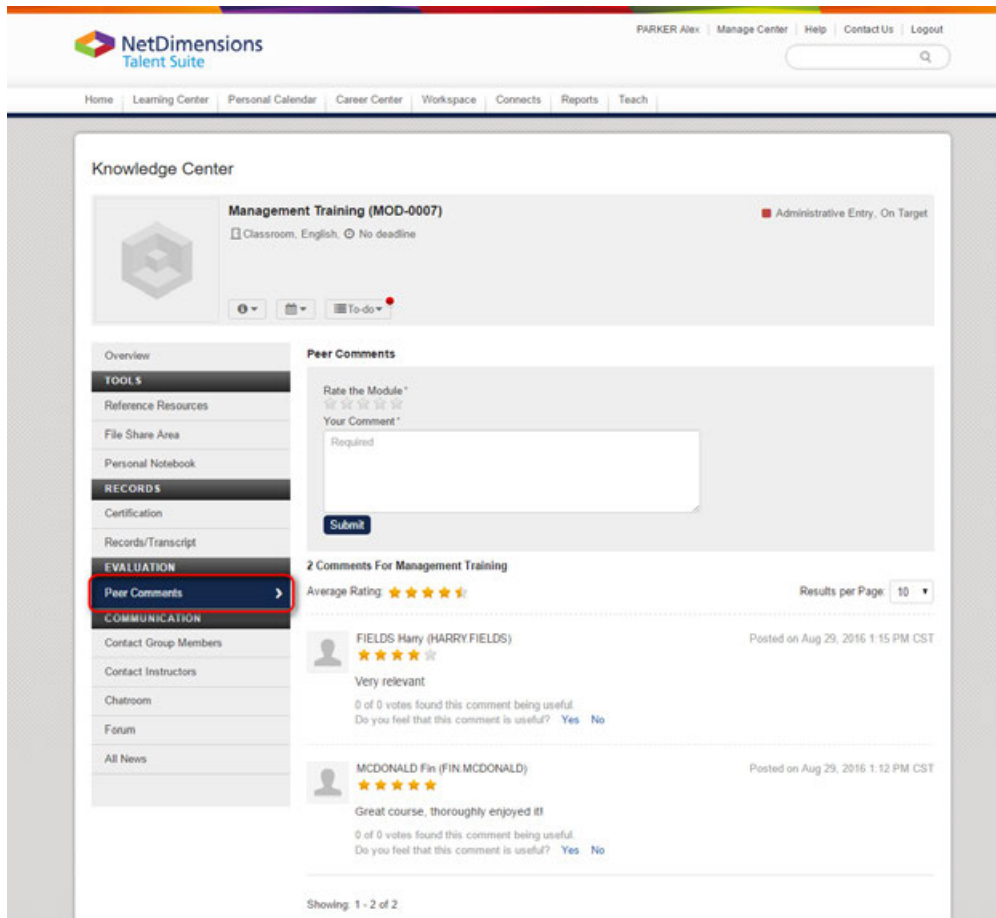 NetDimensions
Talent Suite
PARKER Alex Manage Center Help Contact Us Logout
Home Learning Center Personal Calendar Career Center Workspace Connects Reports Teach
Knowledge Center
Management Training (MOD-0007)
Administrative Entry, On Target
Classroom, English, No deadline
To-do
Overview
TOOLS
Reference Resources
File Share Area
Personal Notebook
RECORDS
Certification
Records/Transcript
EVALUATION
Peer Comments
COMMUNICATION
Contact Group Members
Contact Instructors
Chatroom
Forum
All News
Peer Comments
Rate the Module*
Your Comment*
Required
Submit
2 Comments For Management Training
Average Rating:
Results per Page: 10
FIELDS Harry (HARRY.FIELDS)
Posted on Aug 29, 2016 1:15 PM CST
Very relevant
0 of 0 votes found this comment being useful.
Do you feel that this comment is useful? Yes No
MCDONALD Fin (FIN.MCDONALD)
Posted on Aug 29, 2016 1:12 PM CST
Great course, thoroughly enjoyed it!
0 of 0 votes found this comment being useful.
Do you feel that this comment is useful? Yes No
Showing: 1 - 2 of 2